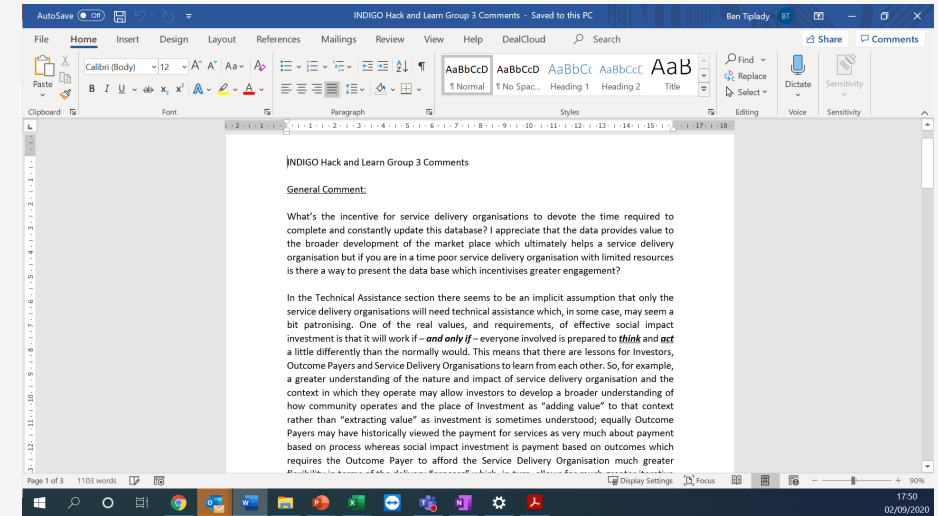 AutoSave Off INDIGO Hack and Learn Group 3 Comments - Saved to this PC Ben Tiplady BT
File Home Insert Design Layout References Mailings Review View Help DealCloud Search Share Comments
Calibri (Body) 12 A A Aa A AaBbCcD AaBbCcD AaBbCc AaBbCcE AaB Find
Replace
Paste B I U ab x₂ x² A A ¶ Normal ¶ No Spac... Heading 1 Heading 2 Title Select Dictate Sensitivity
Clipboard Font Paragraph Styles Editing Voice Sensitivity
INDIGO Hack and Learn Group 3 Comments
General Comment:
What's the incentive for service delivery organisations to devote the time required to
complete and constantly update this database? I appreciate that the data provides value to
the broader development of the market place which ultimately helps a service delivery
organisation but if you are in a time poor service delivery organisation with limited resources
is there a way to present the data base which incentivises greater engagement?
In the Technical Assistance section there seems to be an implicit assumption that only the
service delivery organisations will need technical assistance which, in some case, may seem a
bit patronising. One of the real values, and requirements, of effective social impact
investment is that it will work if – and only if – everyone involved is prepared to think and act
a little differently than the normally would. This means that there are lessons for Investors,
Outcome Payers and Service Delivery Organisations to learn from each other. So, for example,
a greater understanding of the nature and impact of service delivery organisation and the
context in which they operate may allow investors to develop a broader understanding of
how community operates and the place of Investment as "adding value" to that context
rather than "extracting value" as investment is sometimes understood; equally Outcome
Payers may have historically viewed the payment for services as very much about payment
based on process whereas social impact investment is payment based on outcomes which
requires the Outcome Payer to afford the Service Delivery Organisation much greater
Page 1 of 3 1103 words Display Settings Focus 90%
17:50
02/09/2020